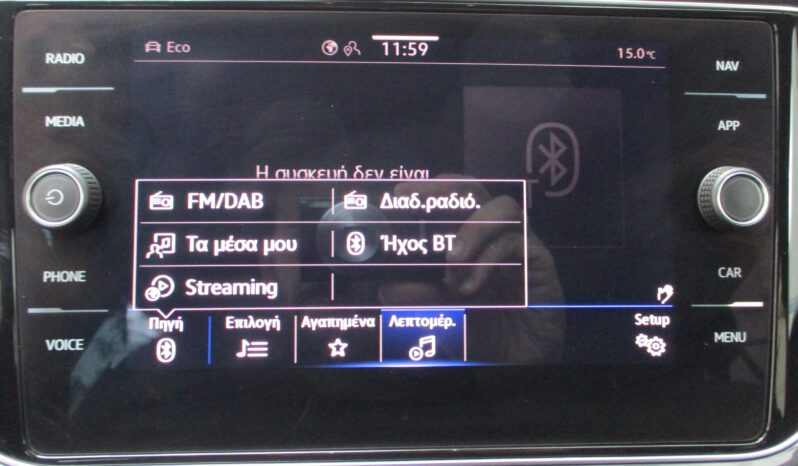 RADIO
Eco
11:59
15.0°C
NAV
MEDIA
APP
Η συσκευή δεν είναι
FM/DAB
Διαδ.ραδιό.
Τα μέσα μου
Ήχος BT
PHONE
CAR
Streaming
Πηγή
Επιλογή
Αγαπημένα
Λεπτομέρ.
Setup
VOICE
MENU